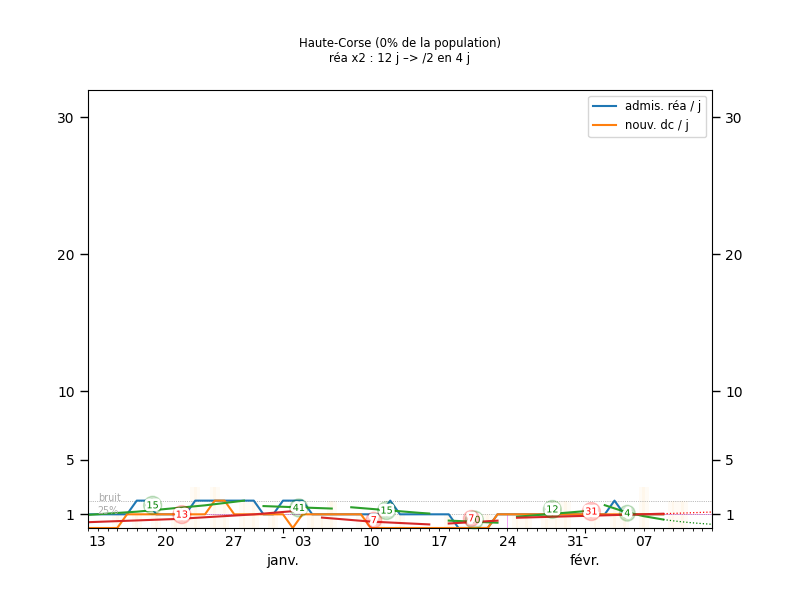 Haute-Corse (0% de la population)
réa x2 : 12 j –> /2 en 4 j
admis. réa / j
nouv. dc / j
30 30
20 20
10 10
5 5
1 1
bruit
25%
15 13 41 15 7 7 12 31 4
13 20 27 - 03 10 17 24 31- 07
janv. févr.